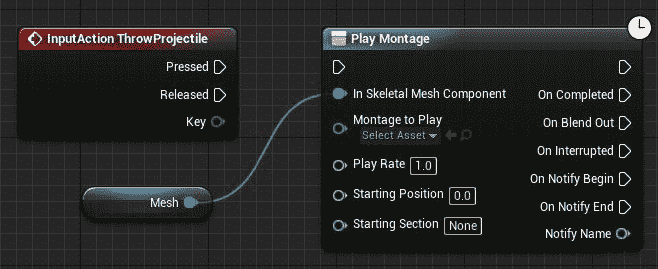 InputAction ThrowProjectile
Pressed
Released
Key
Mesh
Play Montage
In Skeletal Mesh Component
On Completed
Montage to Play
Select Asset
On Blend Out
On Interrupted
Play Rate 1.0
On Notify Begin
Starting Position 0.0
On Notify End
Starting Section None
Notify Name